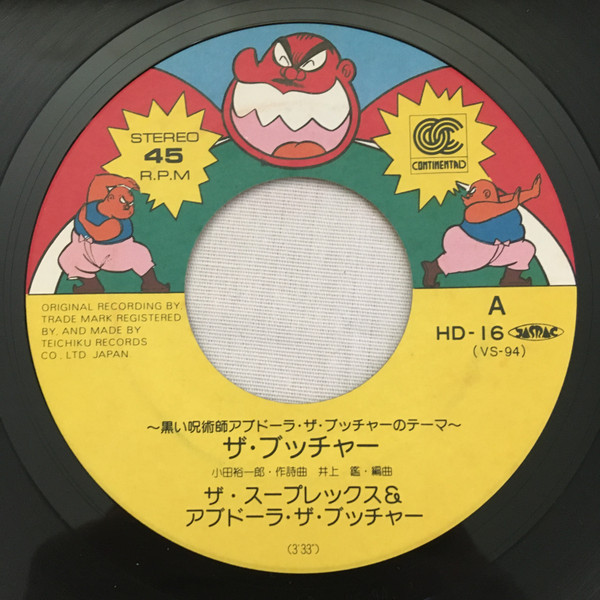 STEREO
45
R.P.M
CONTINENTAL
ORIGINAL RECORDING BY
TRADE MARK REGISTERED
BY. AND MADE BY
TEICHIKU RECORDS
CO. LTD. JAPAN
A
HD-16 JASRAC
(VS-94)
〜黒い呪術師アブドーラ・ザ・ブッチャーのテーマ〜
ザ・ブッチャー
小田裕一郎・作詩曲 井上 鑑・編曲
ザ・スープレックス&
アブドーラ・ザ・ブッチャー
(3'33")